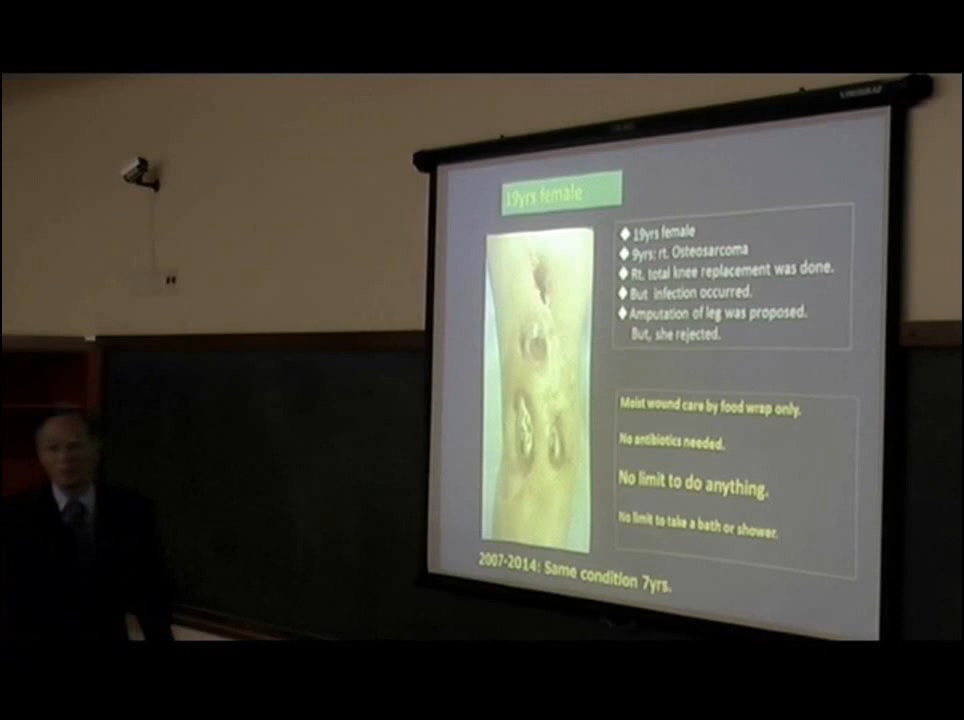 19yrs female
◆ 19yrs female
◆ 9yrs: rt. Osteosarcoma
◆ Rt. total knee replacement was done.
◆ But infection occurred.
◆ Amputation of leg was proposed.
But, she rejected.
Moist wound care by food wrap only.
No antibiotics needed.
No limit to do anything.
No limit to take a bath or shower.
2007-2014: Same condition 7yrs.